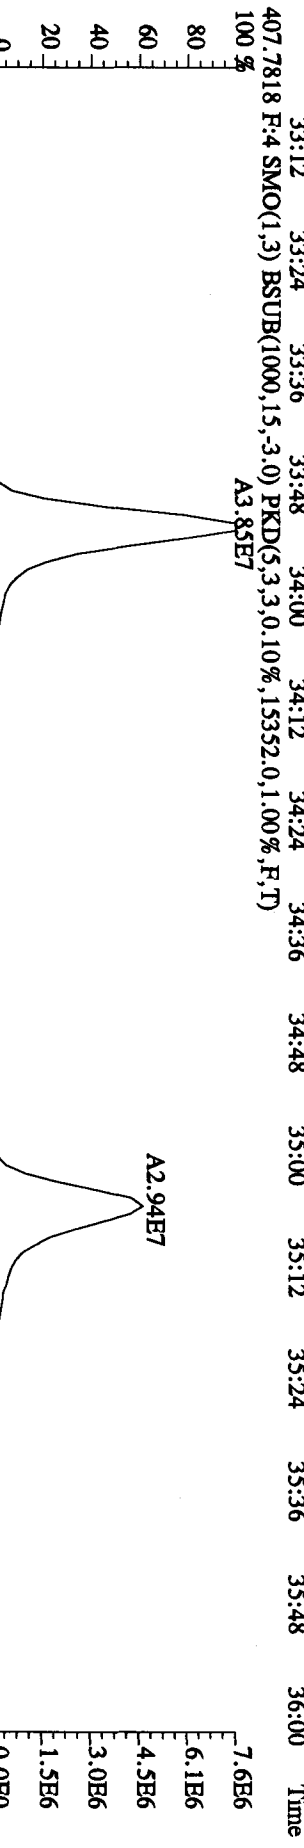 33:12 33:24 33:36 33:48 34:00 34:12 34:24 34:36 34:48 35:00 35:12 35:24 35:36 35:48 36:00 Time
407.7818 F:4 SMO(1,3) BSUB(1000,15,-3.0) PKD(5,3,3,0.10%,15352.0,1.00%,F,T)
100 %
A3.85E7
7.6E6
80
6.1E6
60
A2.94E7
4.5E6
40
3.0E6
20
1.5E6
0
0.0E0